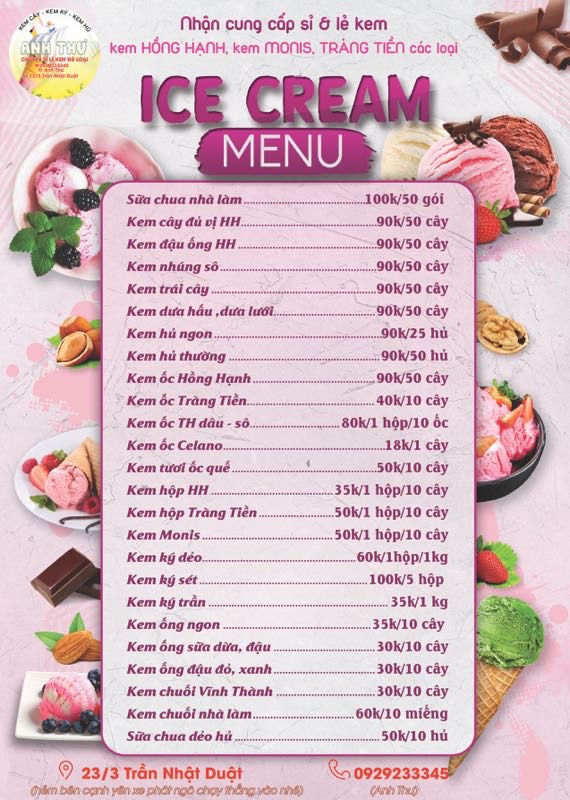 KEM CÂY - KEM KÝ - KEM HỦ
ANH THƯ
CHUYÊN SỈ LẺ KEM ĐỦ LOẠI
0929233345
Anh Thư
23/3 Trần Nhật Duật
Nhận cung cấp sỉ & lẻ kem
kem HỒNG HẠNH, kem MONIS, TRÀNG TIỀN các loại
ICE CREAM
MENU
Sữa chua nhà làm 100k/50 gói
Kem cây đủ vị HH 90k/50 cây
Kem đậu ống HH 90k/50 cây
Kem nhúng sô 90k/50 cây
Kem trái cây 90k/50 cây
Kem dưa hấu ,dưa lưới 90k/50 cây
Kem hủ ngon 90k/25 hủ
Kem hủ thường 90k/50 hủ
Kem ốc Hồng Hạnh 90k/50 cây
Kem ốc Tràng Tiền 40k/10 cây
Kem ốc TH dâu - sô 80k/1 hộp/10 ốc
Kem ốc Celano 18k/1 cây
Kem tươi ốc quế 50k/10 cây
Kem hộp HH 35k/1 hộp/10 cây
Kem hộp Tràng Tiền 50k/1 hộp/10 cây
Kem Monis 50k/1 hộp/10 cây
Kem ký dẻo 60k/1hộp/1kg
Kem ký sét 100k/5 hộp
Kem ký trần 35k/1 kg
Kem ống ngon 35k/10 cây
Kem ống sữa dừa, đậu 30k/10 cây
Kem ống đậu đỏ, xanh 30k/10 cây
Kem chuối Vĩnh Thành 30k/10 cây
Kem chuối nhà làm 60k/10 miếng
Sữa chua dẻo hủ 50k/10 hủ
23/3 Trần Nhật Duật
(hẻm bên cạnh yên xe phát ngô chạy thẳng vào nhé)
0929233345
(Anh Thư)